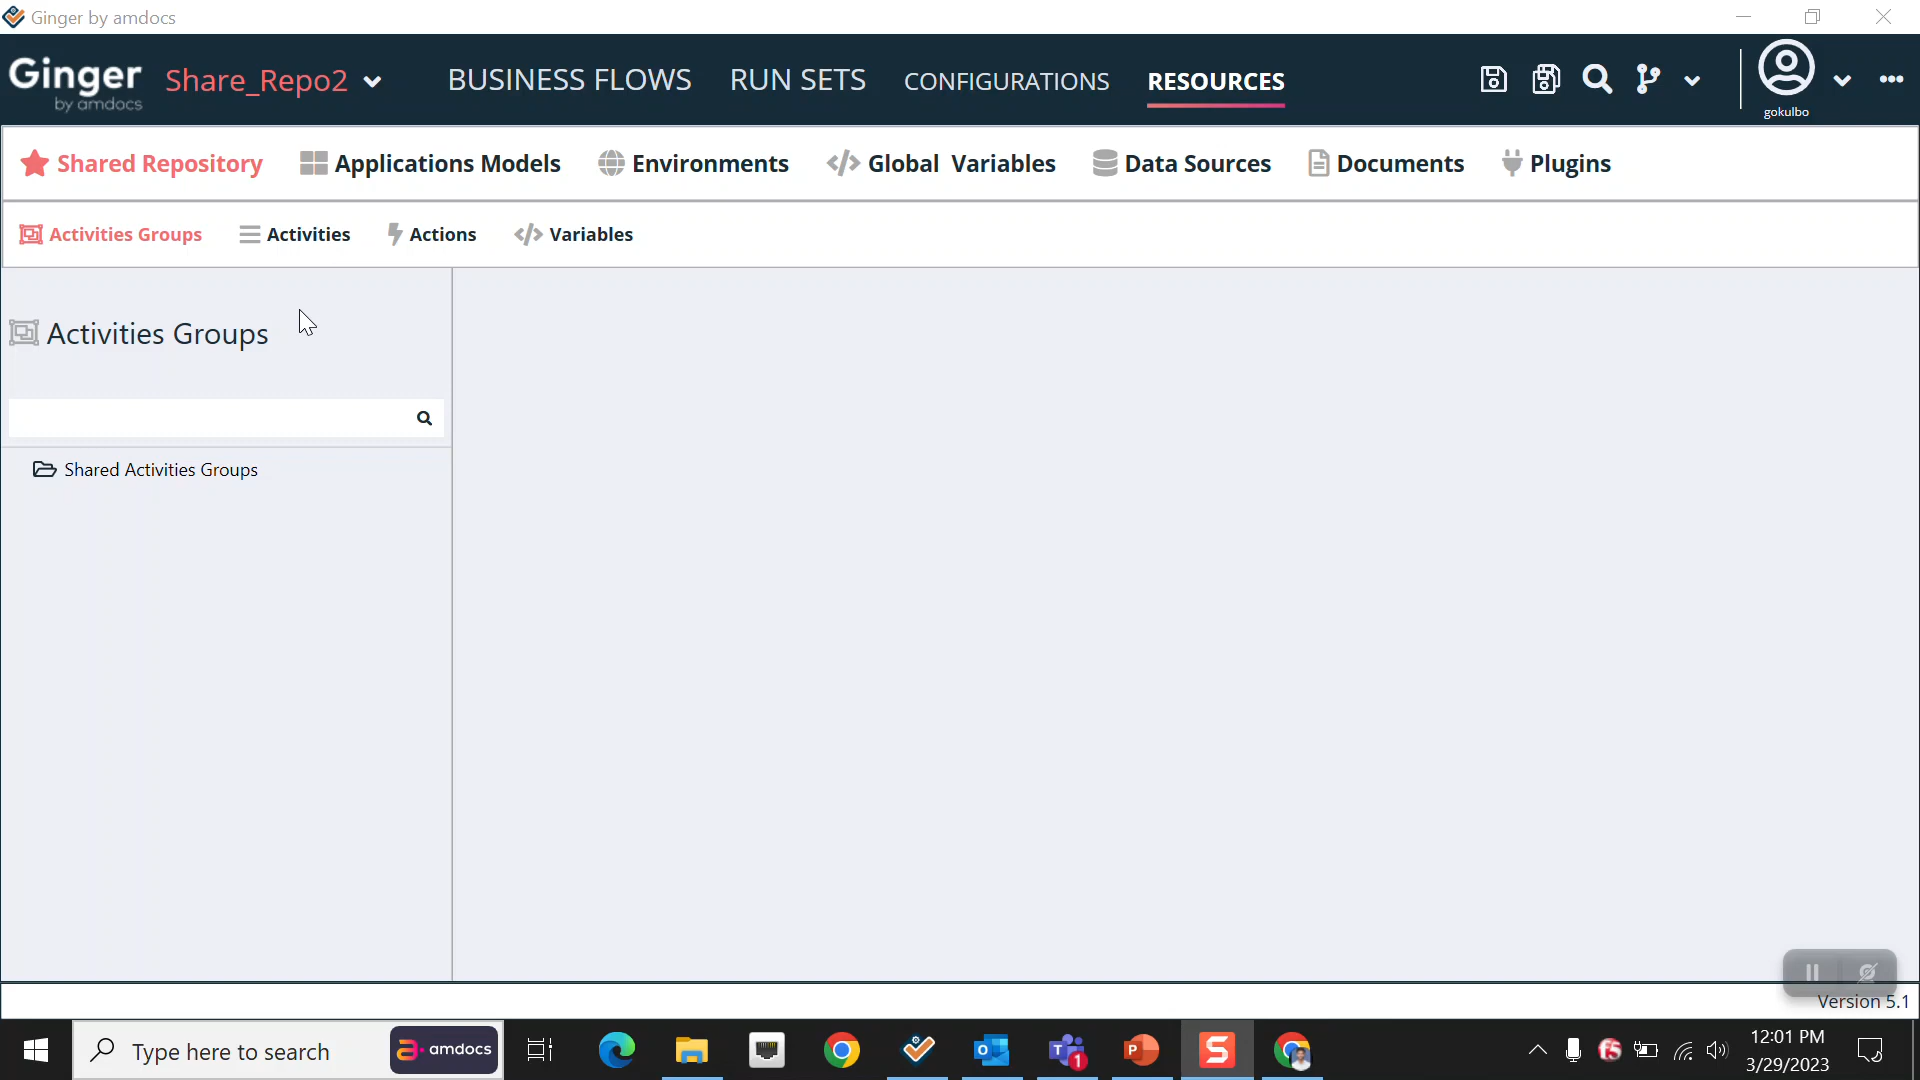 Ginger by amdocs
Ginger by amdocs Share_Repo2 BUSINESS FLOWS RUN SETS CONFIGURATIONS RESOURCES gokulbo
Shared Repository Applications Models Environments </> Global Variables Data Sources Documents Plugins
Activities Groups Activities Actions </> Variables
Activities Groups
Shared Activities Groups
Version 5.1
Type here to search amdocs T 1 P S 12:01 PM
3/29/2023